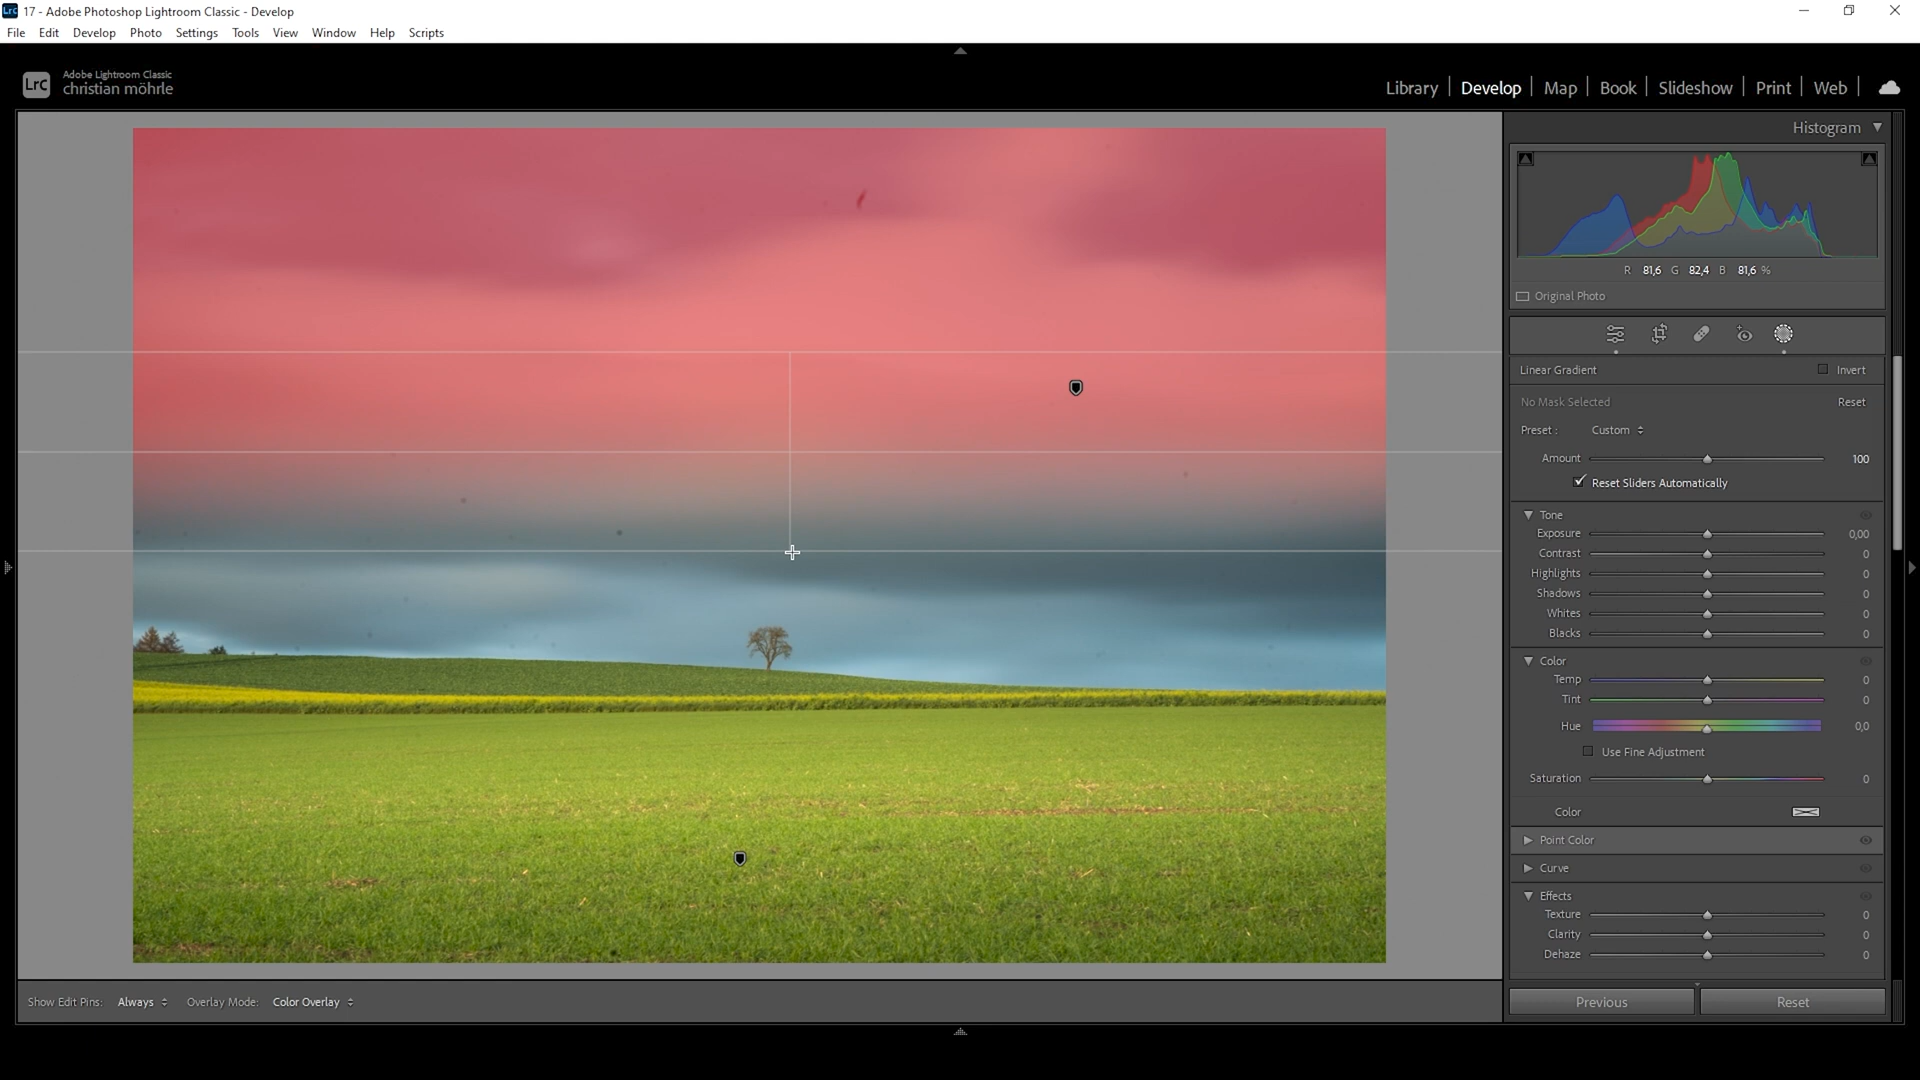 17 - Adobe Photoshop Lightroom Classic - Develop
File Edit Develop Photo Settings Tools View Window Help Scripts
LrC
Adobe Lightroom Classic
christian möhrle
Library | Develop | Map | Book | Slideshow | Print | Web |
Histogram
R 81,6 G 82,4 B 81,6 %
Original Photo
Linear Gradient Invert
No Mask Selected Reset
Preset : Custom
Amount 100
Reset Sliders Automatically
Tone
Exposure 0,00
Contrast 0
Highlights 0
Shadows 0
Whites 0
Blacks 0
Color
Temp 0
Tint 0
Hue 0,0
Use Fine Adjustment
Saturation 0
Color
Point Color
Curve
Effects
Texture 0
Clarity 0
Dehaze 0
Show Edit Pins: Always Overlay Mode: Color Overlay
Previous Reset